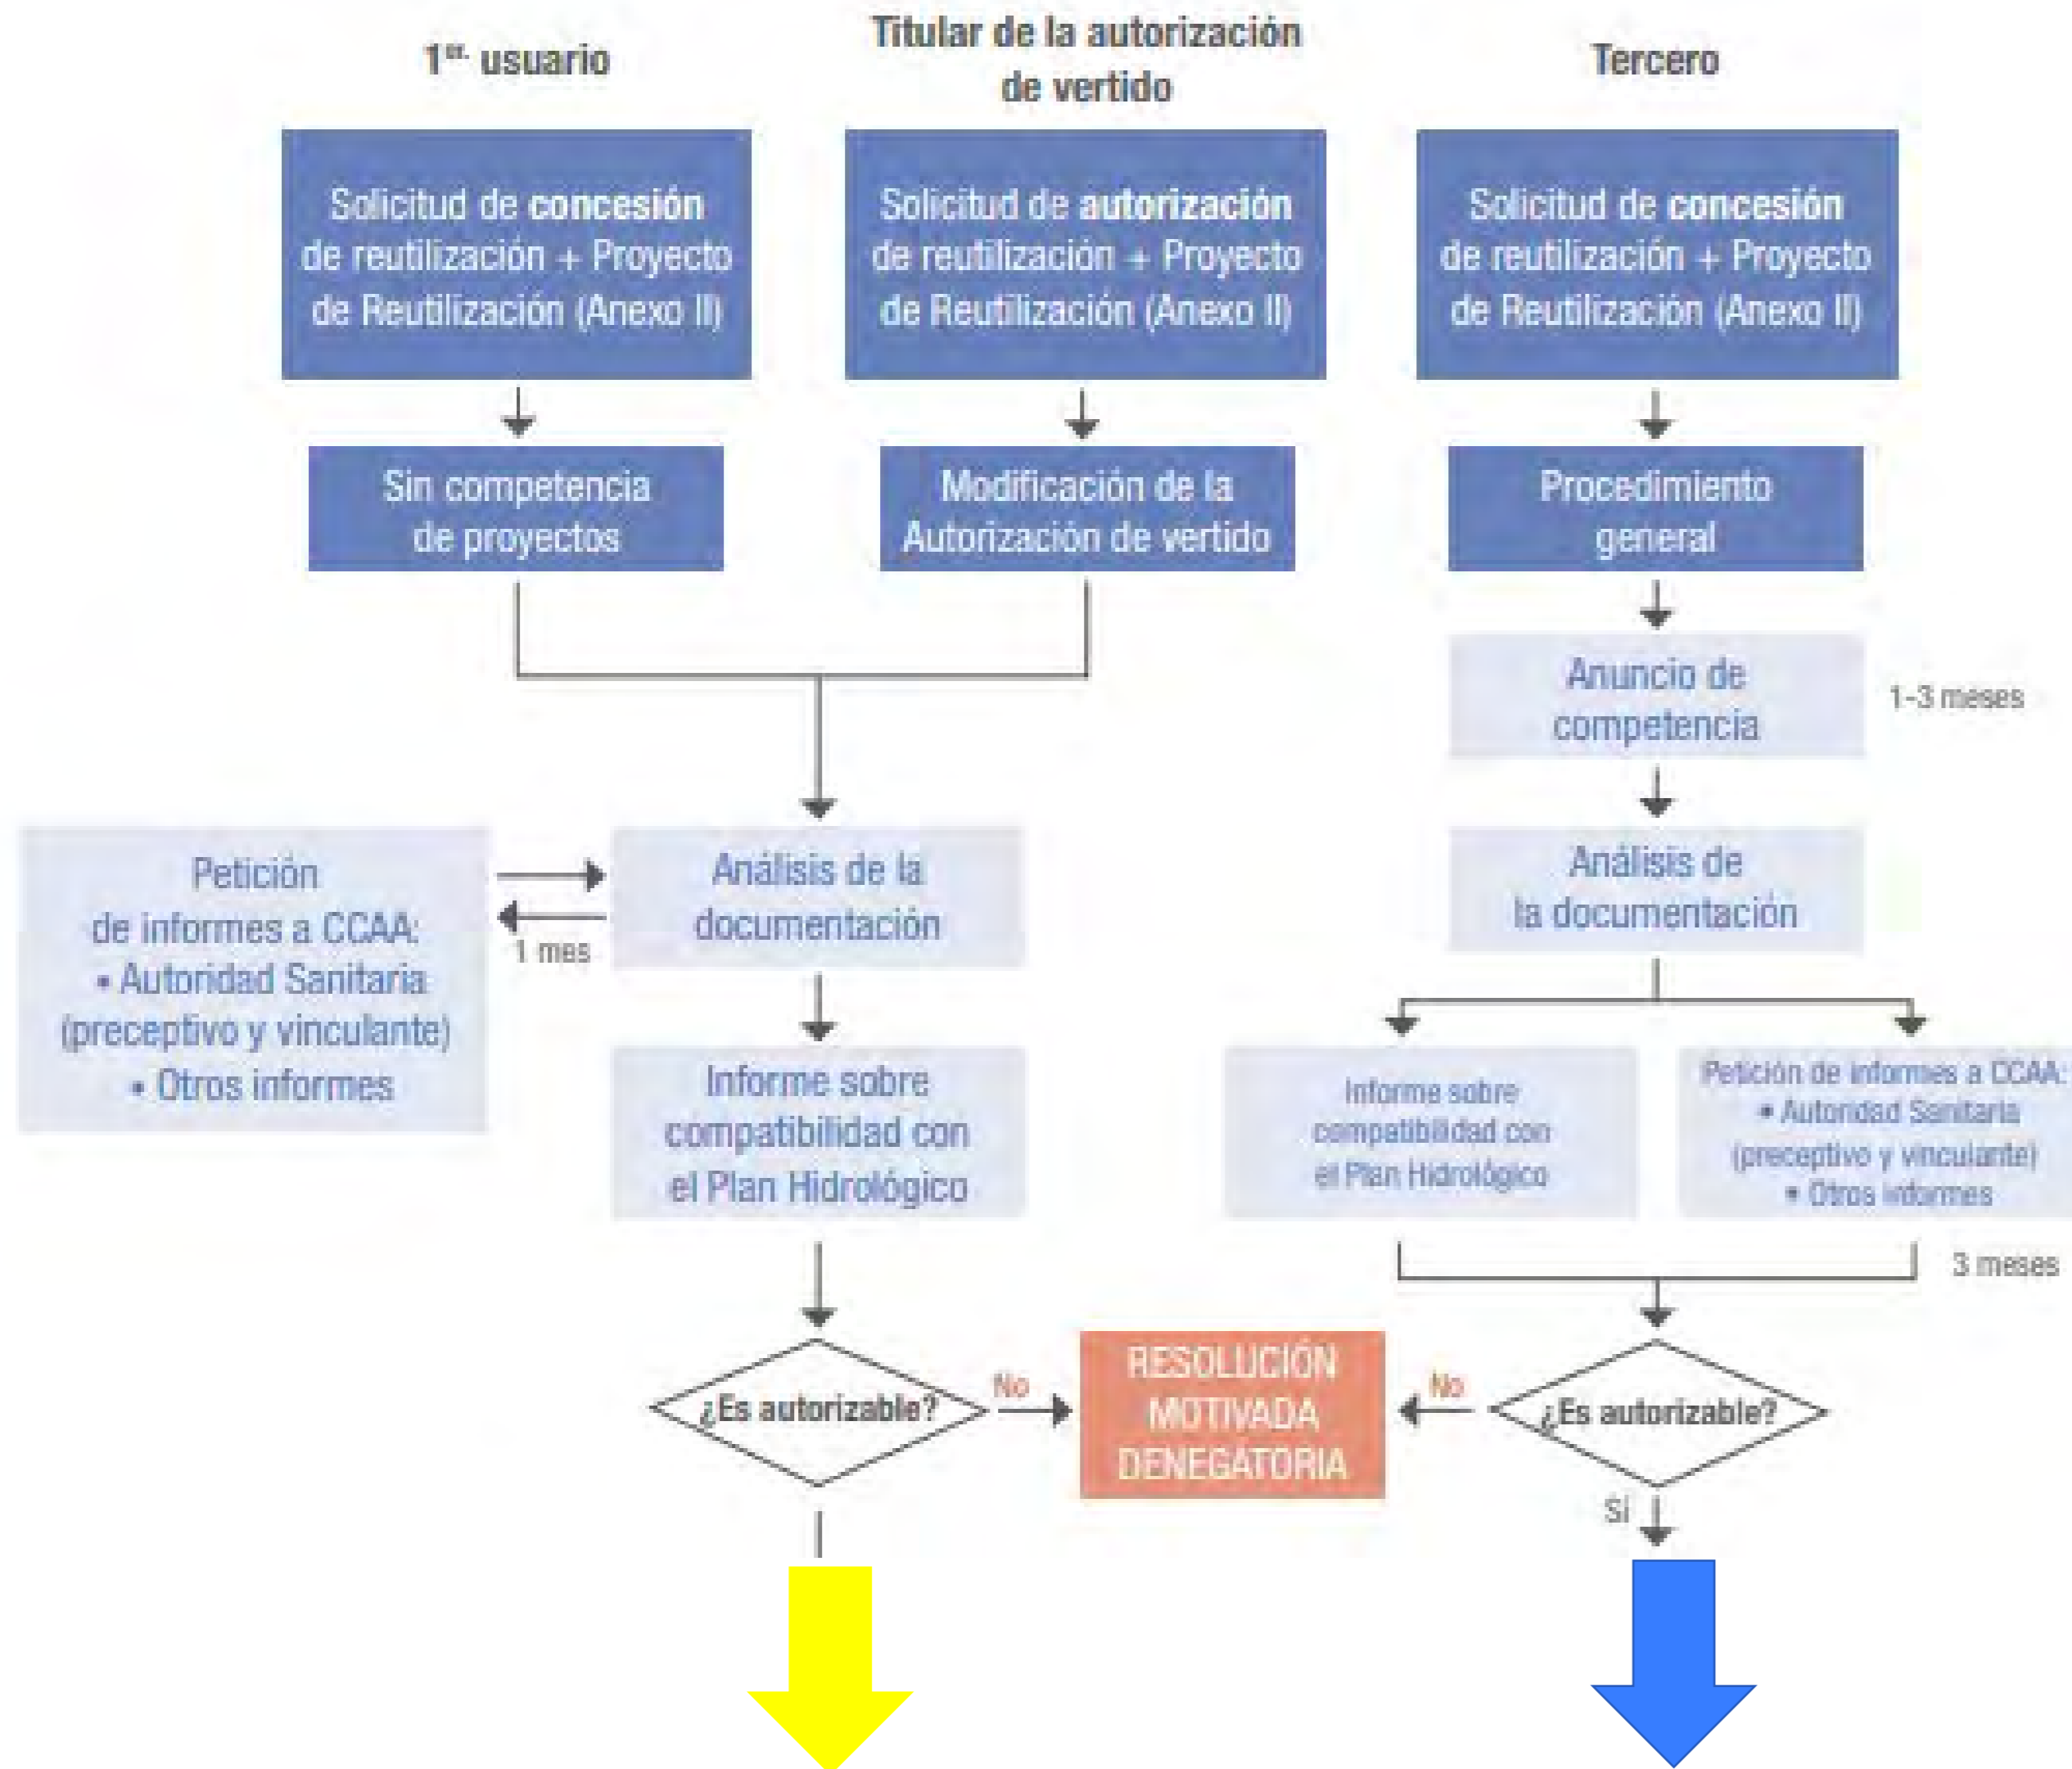 1er. usuario
Titular de la autorización
de vertido
Tercero
Solicitud de concesión
de reutilización + Proyecto
de Reutilización (Anexo II)
Solicitud de autorización
de reutilización + Proyecto
de Reutilización (Anexo II)
Solicitud de concesión
de reutilización + Proyecto
de Reutilización (Anexo II)
Sin competencia
de proyectos
Modificación de la
Autorización de vertido
Procedimiento
general
Anuncio de
competencia
1-3 meses
Petición
de informes a CCAA:
• Autoridad Sanitaria
(preceptivo y vinculante)
• Otros informes
1 mes
Análisis de la
documentación
Análisis de
la documentación
Informe sobre
compatibilidad con
el Plan Hidrológico
Informe sobre
compatibilidad con
el Plan Hidrológico
Petición de informes a CCAA:
• Autoridad Sanitaria
(preceptivo y vinculante)
• Otros informes
3 meses
¿Es autorizable?
No
RESOLUCIÓN
MOTIVADA
DENEGATORIA
No
¿Es autorizable?
Sí